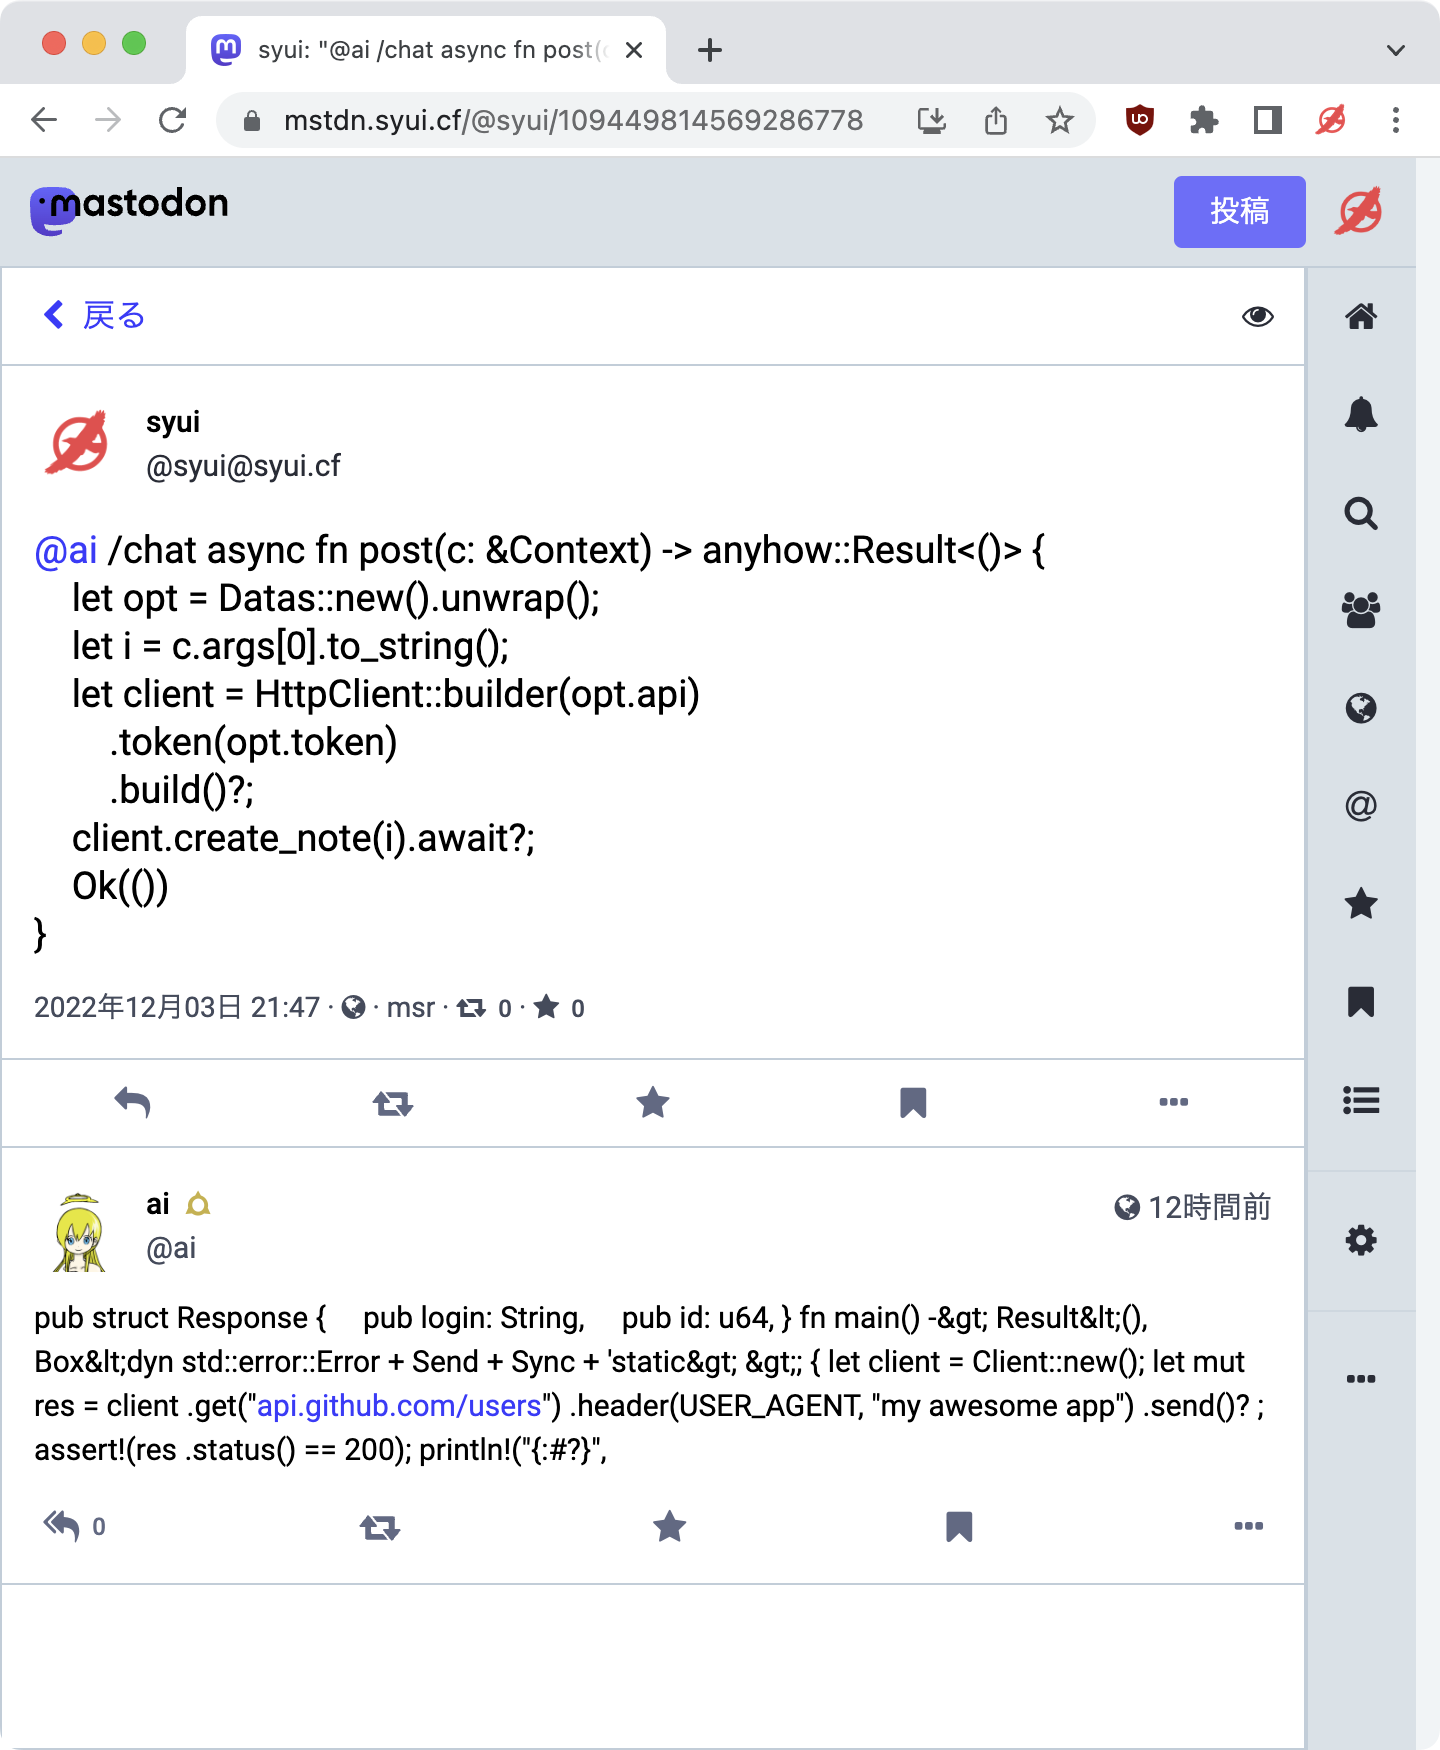 syui: "@ai /chat async fn post(
mstdn.syui.cf/@syui/109449814569286778
mastodon
投稿
戻る
syui
@syui@syui.cf
@ai /chat async fn post(c: &Context) -> anyhow::Result<()> {
    let opt = Datas::new().unwrap();
    let i = c.args[0].to_string();
    let client = HttpClient::builder(opt.api)
        .token(opt.token)
        .build()?;
    client.create_note(i).await?;
    Ok(())
}
2022年12月03日 21:47 · · msr · 0 · 0
ai
@ai
12時間前
pub struct Response {     pub login: String,     pub id: u64, } fn main() -&gt; Result&lt;(),
Box&lt;dyn std::error::Error + Send + Sync + 'static&gt; &gt;; { let client = Client::new(); let mut
res = client .get("api.github.com/users") .header(USER_AGENT, "my awesome app") .send()? ;
assert!(res .status() == 200); println!("{:#?}",
0